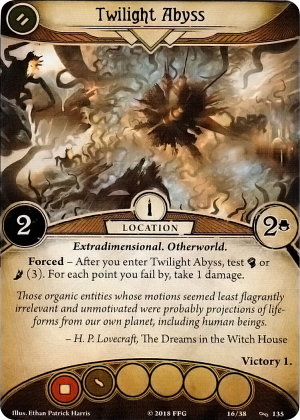 Twilight Abyss
2
LOCATION
2
Extradimensional. Otherworld.
Forced – After you enter Twilight Abyss, test or
(3). For each point you fail by, take 1 damage.
Those organic entities whose motions seemed least flagrantly
irrelevant and unmotivated were probably projections of life-
forms from our own planet, including human beings.
– H. P. Lovecraft, The Dreams in the Witch House
Victory 1.
Illus. Ethan Patrick Harris
© 2018 FFG
16/38
135